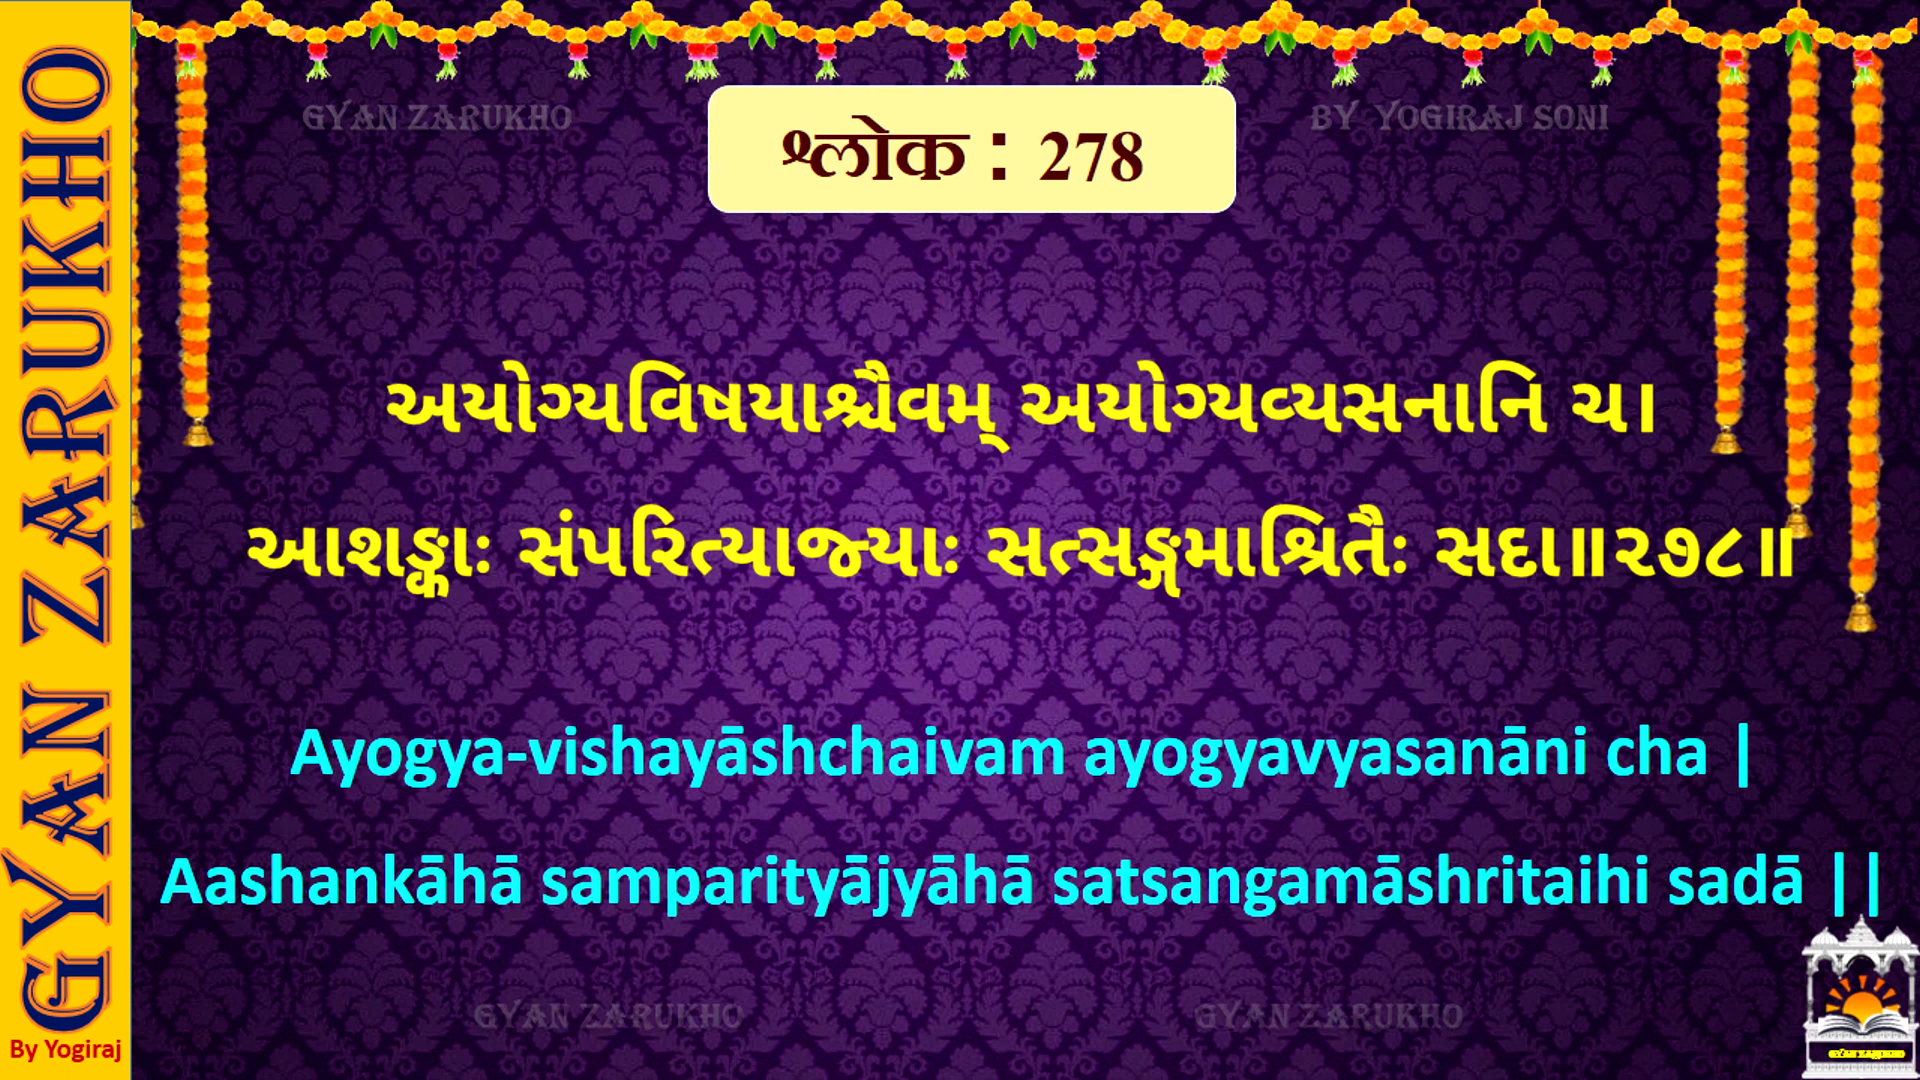 GYAN ZARUKHO
By Yogiraj
GYAN ZARUKHO
BY YOGIRAJ SONI
श्लोक : 278
અયોગ્યવિષયાશ્ચૈવમ્ અયોગ્યવ્યસનાનિ ચ।
આશઙ્કાઃ સંપરિત્યાજ્યાઃ સત્સઙ્ગમાશ્રિતૈઃ સદા॥૨૭૮॥
Ayogya-vishayāshchaivam ayogyavyasanāni cha |
Aashankāhā samparityājyāhā satsangamāshritaihi sadā ||
GYAN ZARUKHO
GYAN ZARUKHO